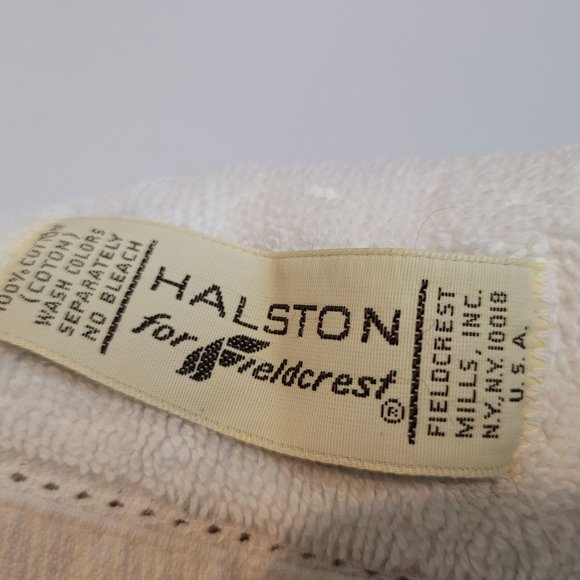 100% COTTON
(COTON)
WASH COLORS
SEPARATELY
NO BLEACH
HALSTON
for Fieldcrest®
FIELDCREST
MILLS, INC.
N.Y., N.Y. 10018
U.S.A.